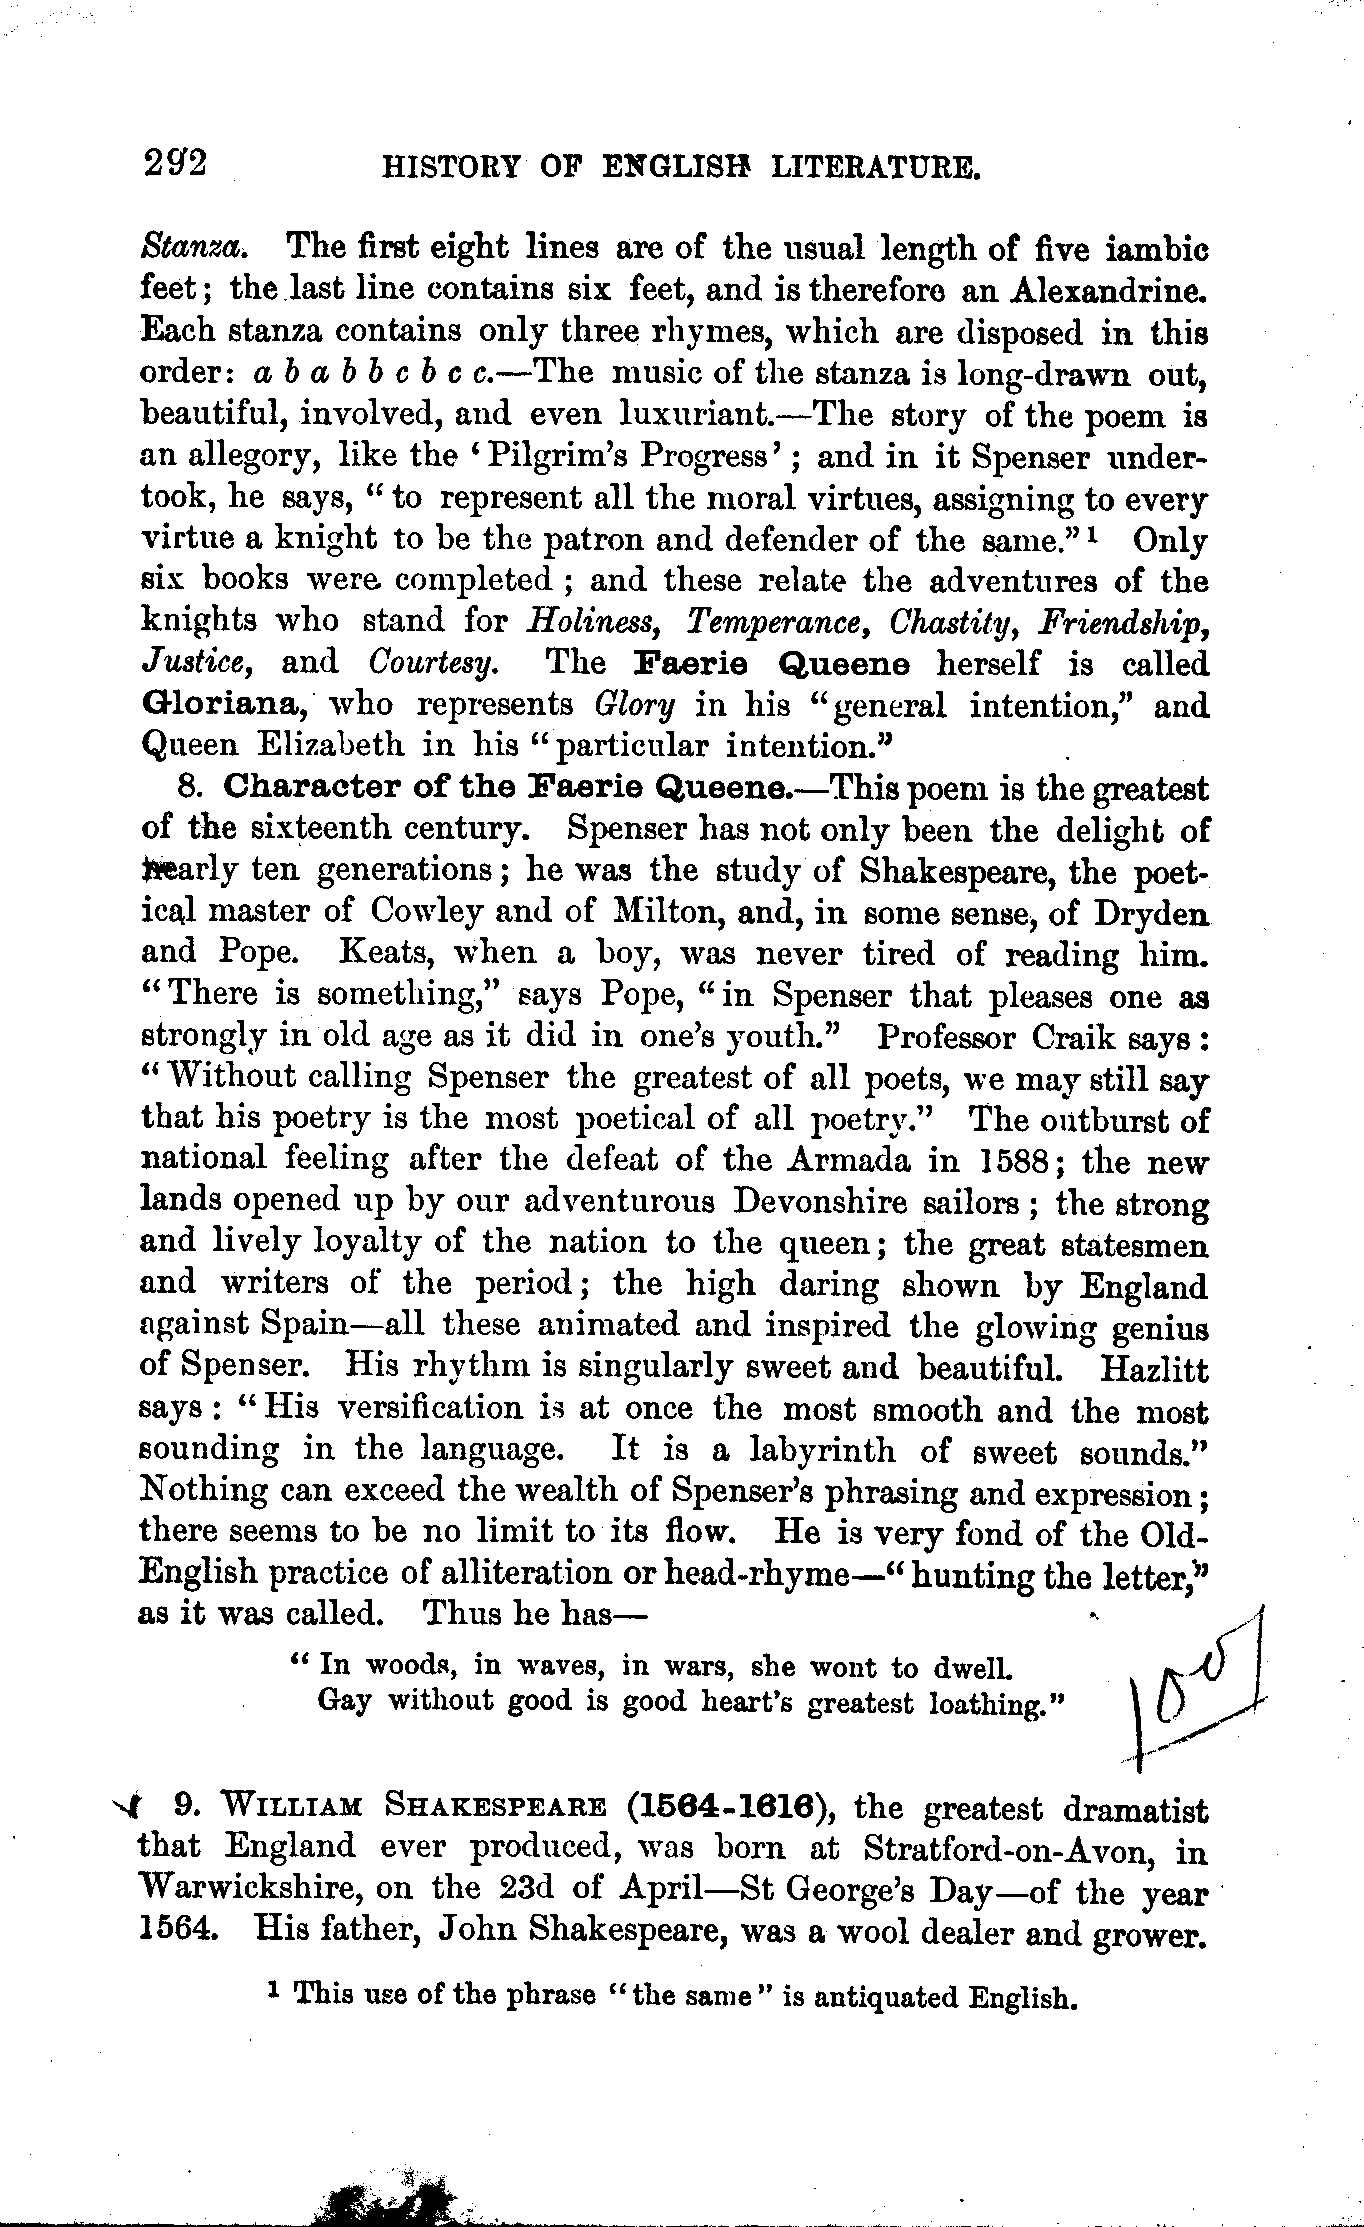 292 HISTORY OF ENGLISH LITERATURE.
Stanza. The first eight lines are of the usual length of five iambic
feet; the last line contains six feet, and is therefore an Alexandrine.
Each stanza contains only three rhymes, which are disposed in this
order: a b a b b c b c c.—The music of the stanza is long-drawn out,
beautiful, involved, and even luxuriant.—The story of the poem is
an allegory, like the ‘Pilgrim’s Progress’; and in it Spenser under-
took, he says, “to represent all the moral virtues, assigning to every
virtue a knight to be the patron and defender of the same.”¹ Only
six books were completed; and these relate the adventures of the
knights who stand for Holiness, Temperance, Chastity, Friendship,
Justice, and Courtesy. The Faerie Queene herself is called
Gloriana, who represents Glory in his “general intention,” and
Queen Elizabeth in his “particular intention.”
8. Character of the Faerie Queene.—This poem is the greatest
of the sixteenth century. Spenser has not only been the delight of
nearly ten generations; he was the study of Shakespeare, the poet-
ical master of Cowley and of Milton, and, in some sense, of Dryden
and Pope. Keats, when a boy, was never tired of reading him.
“There is something,” says Pope, “in Spenser that pleases one as
strongly in old age as it did in one’s youth.” Professor Craik says:
“Without calling Spenser the greatest of all poets, we may still say
that his poetry is the most poetical of all poetry.” The outburst of
national feeling after the defeat of the Armada in 1588; the new
lands opened up by our adventurous Devonshire sailors; the strong
and lively loyalty of the nation to the queen; the great statesmen
and writers of the period; the high daring shown by England
against Spain—all these animated and inspired the glowing genius
of Spenser. His rhythm is singularly sweet and beautiful. Hazlitt
says: “His versification is at once the most smooth and the most
sounding in the language. It is a labyrinth of sweet sounds.”
Nothing can exceed the wealth of Spenser’s phrasing and expression;
there seems to be no limit to its flow. He is very fond of the Old-
English practice of alliteration or head-rhyme—“hunting the letter,”
as it was called. Thus he has—
“In woods, in waves, in wars, she wont to dwell.
Gay without good is good heart’s greatest loathing.”
9. WILLIAM SHAKESPEARE (1564-1616), the greatest dramatist
that England ever produced, was born at Stratford-on-Avon, in
Warwickshire, on the 23d of April—St George’s Day—of the year
1564. His father, John Shakespeare, was a wool dealer and grower.
¹ This use of the phrase “the same” is antiquated English.